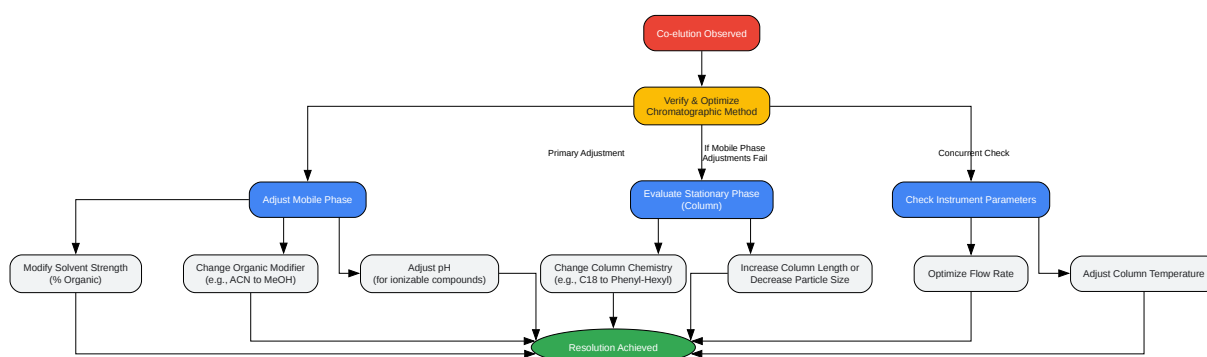 Co-elution Observed
Verify & Optimize
Chromatographic Method
Primary Adjustment
If Mobile Phase
Adjustments Fail
Concurrent Check
Adjust Mobile Phase
Evaluate Stationary Phase
(Column)
Check Instrument Parameters
Modify Solvent Strength
(% Organic)
Change Organic Modifier
(e.g., ACN to MeOH)
Adjust pH
(for ionizable compounds)
Change Column Chemistry
(e.g., C18 to Phenyl-Hexyl)
Increase Column Length or
Decrease Particle Size
Optimize Flow Rate
Adjust Column Temperature
Resolution Achieved